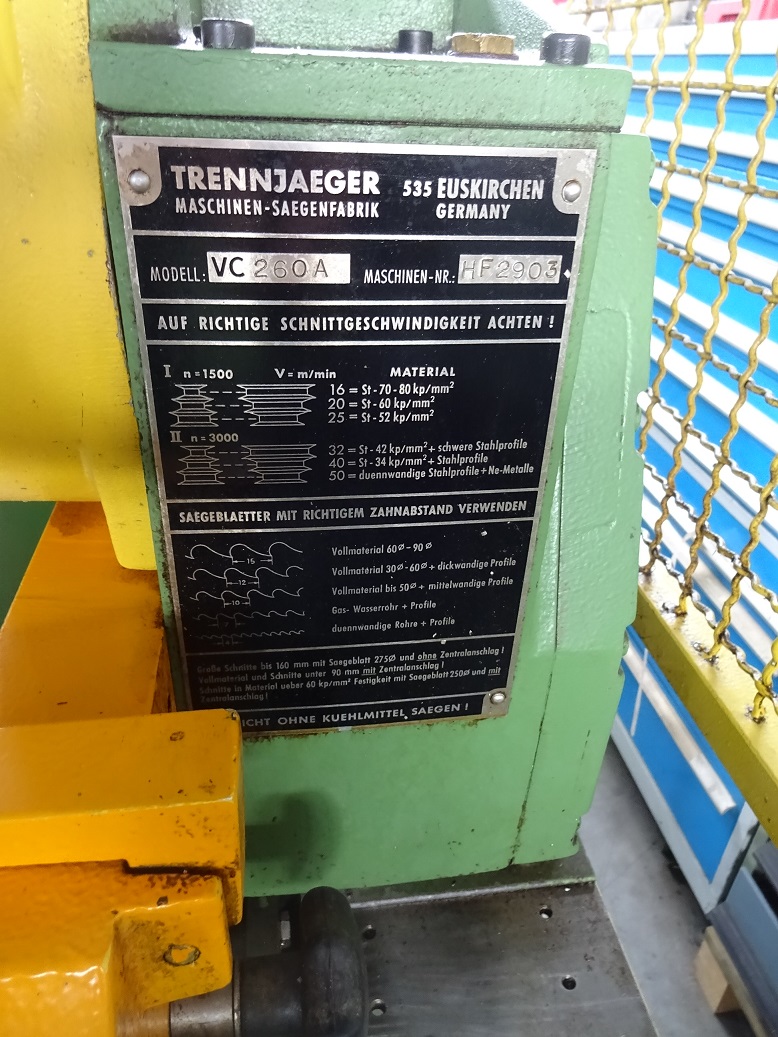 TRENNJAEGER 535 EUSKIRCHEN
MASCHINEN-SAEGENFABRIK GERMANY
MODELL: VC 260A MASCHINEN-NR.: HF2903
AUF RICHTIGE SCHNITTGESCHWINDIGKEIT ACHTEN !
I n = 1500 V = m/min MATERIAL
16 = St-70-80 kp/mm²
20 = St-60 kp/mm²
25 = St-52 kp/mm²
II n = 3000
32 = St-42 kp/mm² + schwere Stahlprofile
40 = St-34 kp/mm² + Stahlprofile
50 = duennwandige Stahlprofile + Ne-Metalle
SAEGEBLAETTER MIT RICHTIGEM ZAHNABSTAND VERWENDEN
15 Vollmaterial 60ø-90ø
12 Vollmaterial 30ø-60ø + dickwandige Profile
10 Vollmaterial bis 50ø + mittelwandige Profile
Gas- Wasserrohr + Profile
duennwandige Rohre + Profile
Große Schnitte bis 160 mm mit Saegeblatt 275ø und ohne Zentralanschlag !
Vollmaterial und Schnitte unter 90 mm mit Zentralanschlag !
Schnitte in Material ueber 60 kp/mm² Festigkeit mit Saegeblatt 250ø und mit
Zentralanschlag !
ICHT OHNE KUEHLMITTEL SAEGEN !